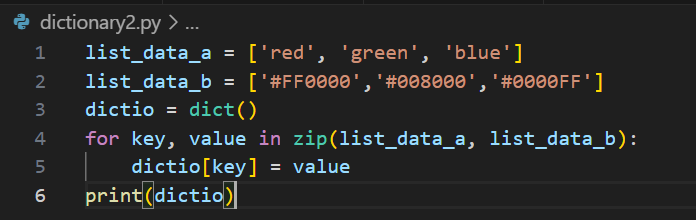 dictionary2.py > ...
1 list_data_a = ['red', 'green', 'blue']
2 list_data_b = ['#FF0000','#008000','#0000FF']
3 dictio = dict()
4 for key, value in zip(list_data_a, list_data_b):
5     dictio[key] = value
6 print(dictio)